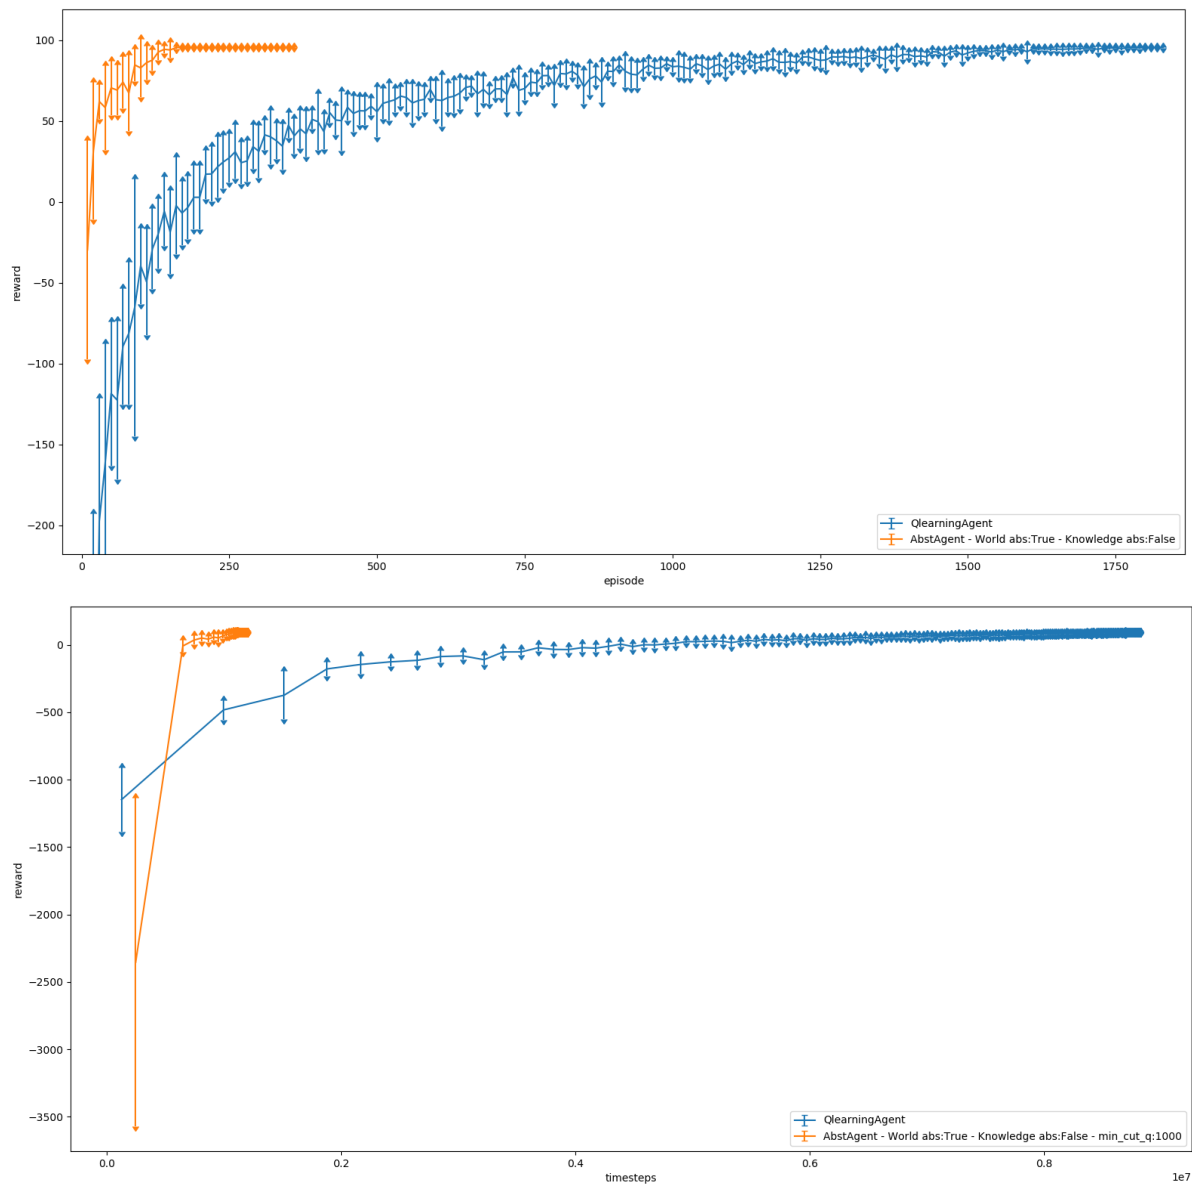 100
50
0
−50
−100
−150
−200
reward
QlearningAgent
AbstAgent - World abs:True - Knowledge abs:False
0 250 500 750 1000 1250 1500 1750
episode
0
−500
−1000
−1500
−2000
−2500
−3000
−3500
reward
QlearningAgent
AbstAgent - World abs:True - Knowledge abs:False - min_cut_q:1000
0.0 0.2 0.4 0.6 0.8
timesteps
1e7